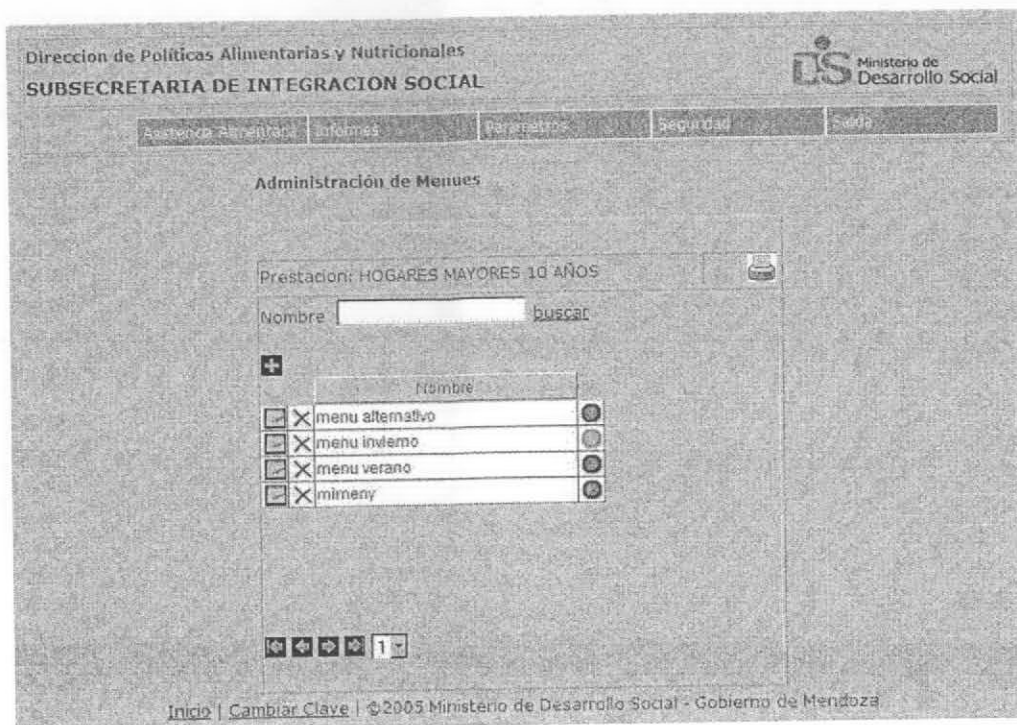 Direccion de Políticas Alimentarias y Nutricionales
SUBSECRETARIA DE INTEGRACION SOCIAL
Ministerio de
Desarrollo Social
Asistencia Alimentaria Informes Parametros Seguridad Salida
Administración de Menues
Prestacion: HOGARES MAYORES 10 AÑOS
Nombre buscar
Nombre
menu alternativo
menu invierno
menu verano
mimeny
1
Inicio | Cambiar Clave | ©2005 Ministerio de Desarrollo Social - Gobierno de Mendoza